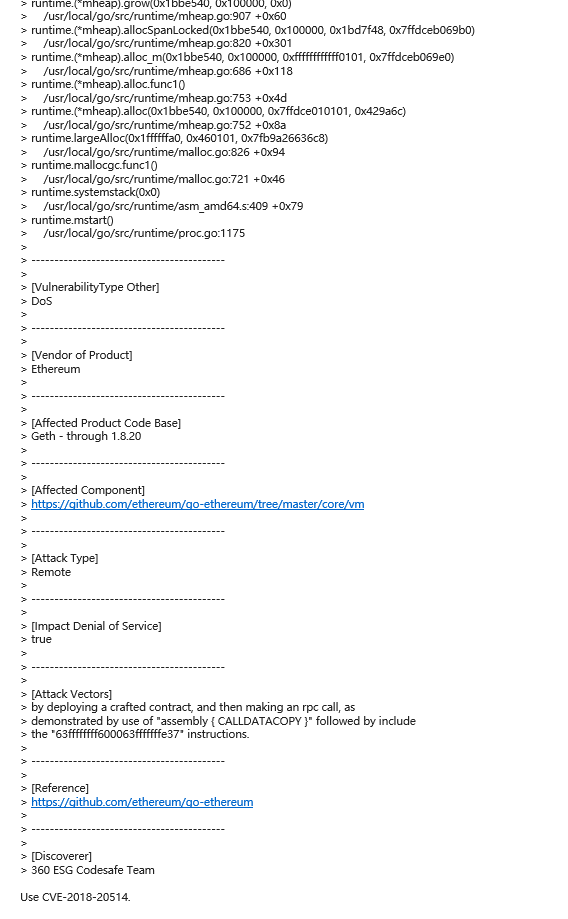 > runtime.(*mheap).grow(0x1bbe540, 0x100000, 0x0)
>     /usr/local/go/src/runtime/mheap.go:907 +0x60
> runtime.(*mheap).allocSpanLocked(0x1bbe540, 0x100000, 0x1bd7f48, 0x7ffdceb069b0)
>     /usr/local/go/src/runtime/mheap.go:820 +0x301
> runtime.(*mheap).alloc_m(0x1bbe540, 0x100000, 0xffffffffffff0101, 0x7ffdceb069e0)
>     /usr/local/go/src/runtime/mheap.go:686 +0x118
> runtime.(*mheap).alloc.func1()
>     /usr/local/go/src/runtime/mheap.go:753 +0x4d
> runtime.(*mheap).alloc(0x1bbe540, 0x100000, 0x7ffdce010101, 0x429a6c)
>     /usr/local/go/src/runtime/mheap.go:752 +0x8a
> runtime.largeAlloc(0x1ffffffa0, 0x460101, 0x7fb9a26636c8)
>     /usr/local/go/src/runtime/malloc.go:826 +0x94
> runtime.mallocgc.func1()
>     /usr/local/go/src/runtime/malloc.go:721 +0x46
> runtime.systemstack(0x0)
>     /usr/local/go/src/runtime/asm_amd64.s:409 +0x79
> runtime.mstart()
>     /usr/local/go/src/runtime/proc.go:1175
>
> ------------------------------------------
>
> [VulnerabilityType Other]
> DoS
>
> ------------------------------------------
>
> [Vendor of Product]
> Ethereum
>
> ------------------------------------------
>
> [Affected Product Code Base]
> Geth - through 1.8.20
>
> ------------------------------------------
>
> [Affected Component]
> https://github.com/ethereum/go-ethereum/tree/master/core/vm
>
> ------------------------------------------
>
> [Attack Type]
> Remote
>
> ------------------------------------------
>
> [Impact Denial of Service]
> true
>
> ------------------------------------------
>
> [Attack Vectors]
> by deploying a crafted contract, and then making an rpc call, as
> demonstrated by use of "assembly { CALLDATACOPY }" followed by include
> the "63ffffffff600063fffffffe37" instructions.
>
> ------------------------------------------
>
> [Reference]
> https://github.com/ethereum/go-ethereum
>
> ------------------------------------------
>
> [Discoverer]
> 360 ESG Codesafe Team

Use CVE-2018-20514.